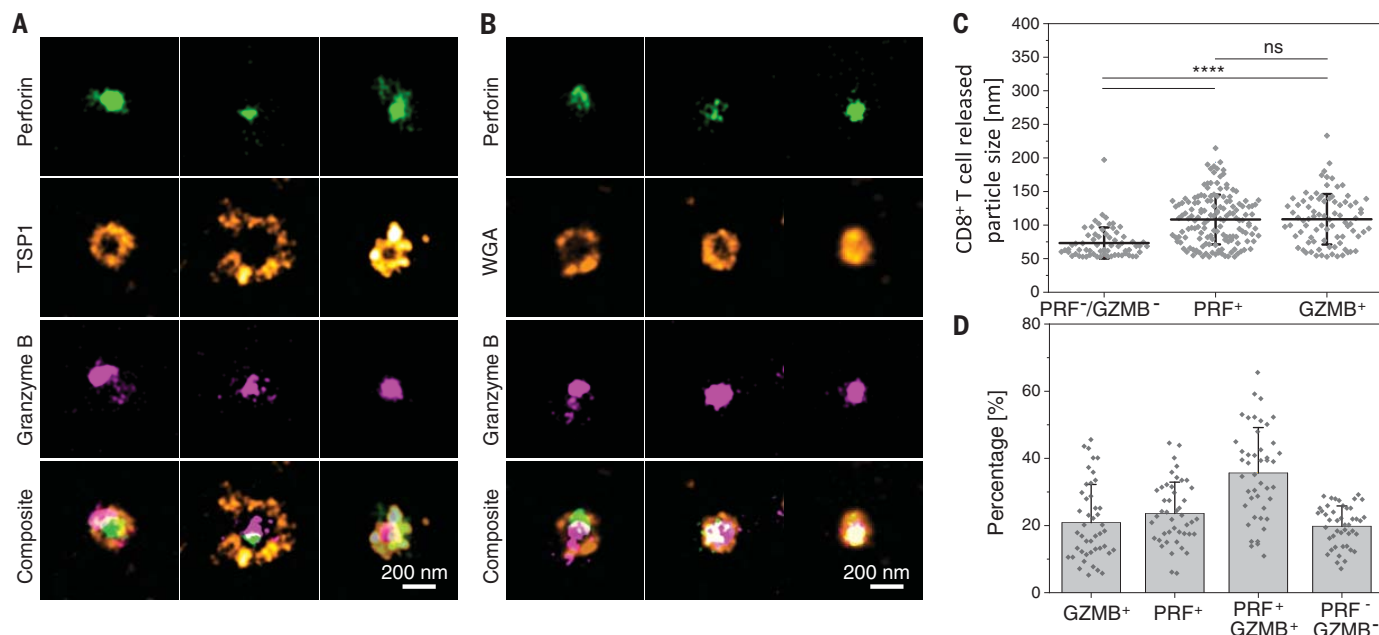 A
Perforin
TSP1
Granzyme B
Composite
200 nm
B
Perforin
WGA
Granzyme B
Composite
200 nm
C
CD8⁺ T cell released
particle size [nm]
400
350
300
250
200
150
100
50
0
ns
****
PRF⁻/GZMB⁻ PRF⁺ GZMB⁺
D
Percentage [%]
80
60
40
20
0
GZMB⁺ PRF⁺ PRF⁺ PRF⁻
GZMB⁺ GZMB⁻